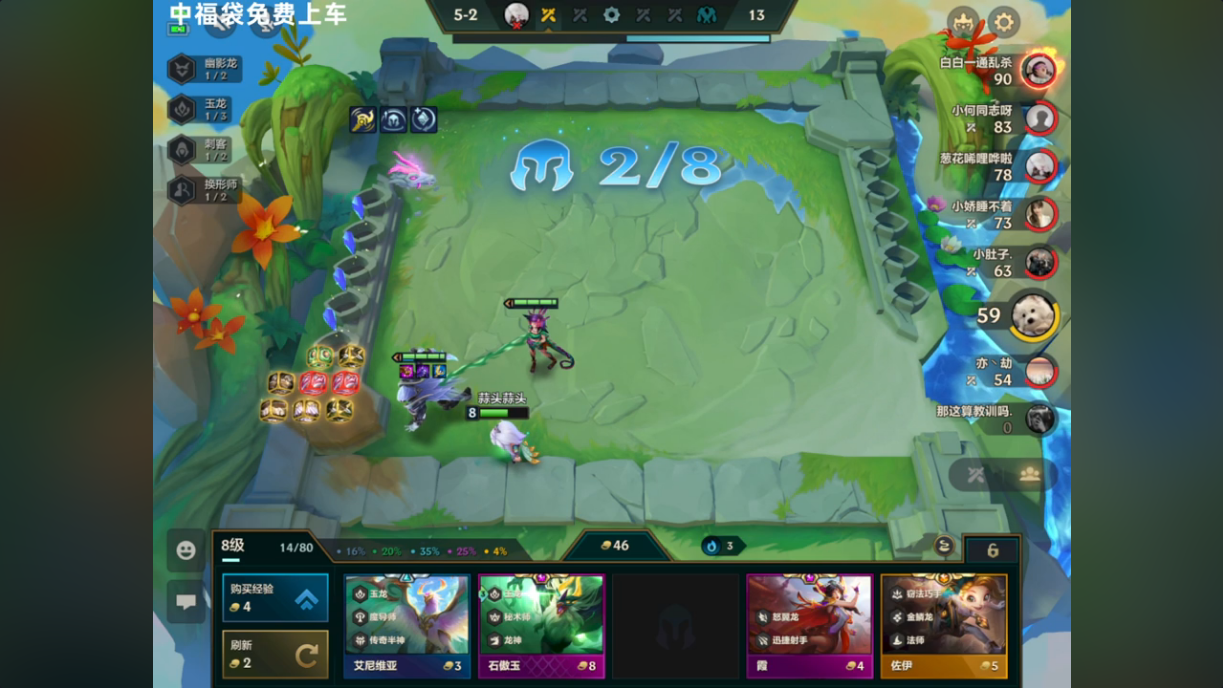 中福袋免费上车
5-2
13
幽影龙
1/2
玉龙
1/3
刺客
1/2
换形师
1/2
2/8
白白一通乱杀
90
小何同志呀
83
葱花唏哩哗啦
78
小娇睡不着
73
小肚子.
63
59
亦丶劫
54
那这算教训吗.
0
蒜头蒜头
8
8级
14/80
16%
20%
35%
25%
4%
46
3
6
购买经验
4
刷新
2
玉龙
魔导师
传奇半神
艾尼维亚
3
秘术师
龙神
石傲玉
8
怒翼龙
迅捷射手
霞
4
窃法巧手
金鳞龙
法师
佐伊
5